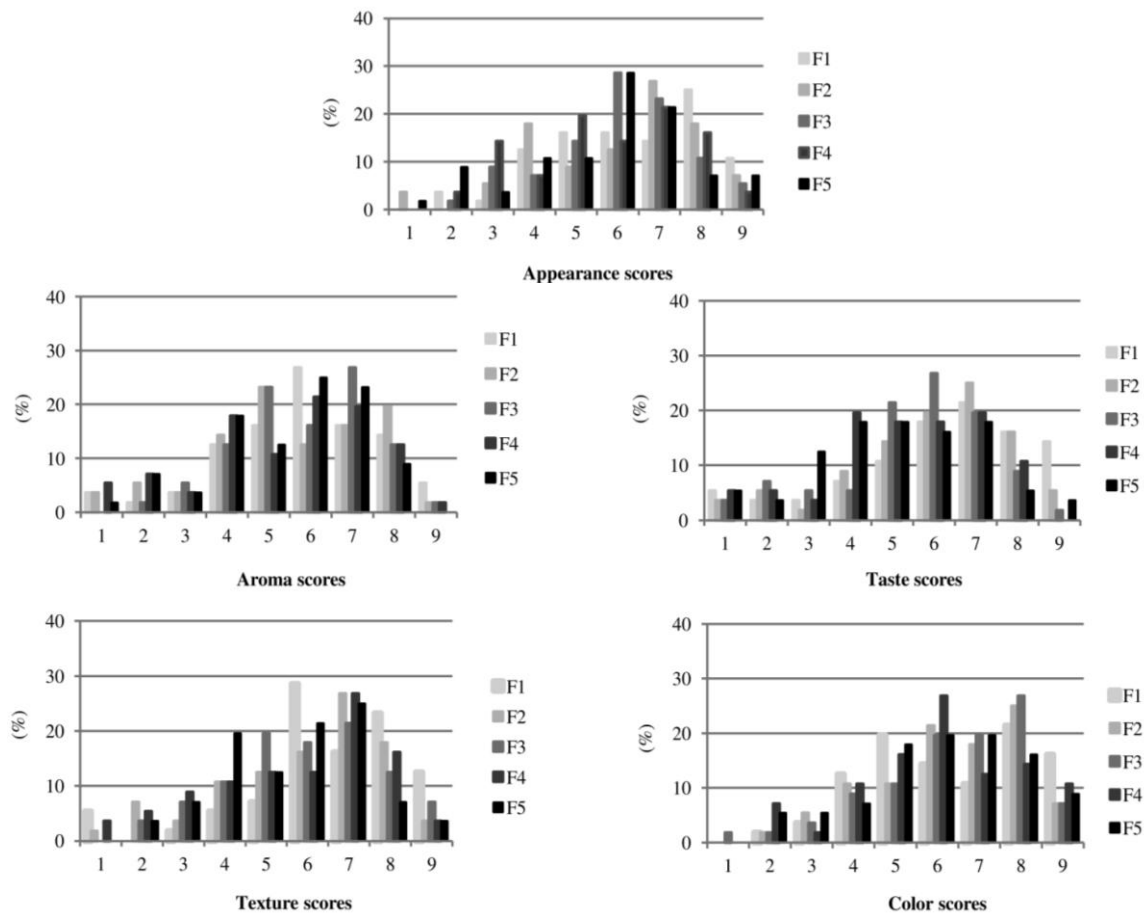 40
30
20
10
0
(%)
1 2 3 4 5 6 7 8 9
Appearance scores
F1
F2
F3
F4
F5
40
30
20
10
0
(%)
1 2 3 4 5 6 7 8 9
Aroma scores
F1
F2
F3
F4
F5
40
30
20
10
0
(%)
1 2 3 4 5 6 7 8 9
Taste scores
F1
F2
F3
F4
F5
40
30
20
10
0
(%)
1 2 3 4 5 6 7 8 9
Texture scores
F1
F2
F3
F4
F5
40
30
20
10
0
(%)
1 2 3 4 5 6 7 8 9
Color scores
F1
F2
F3
F4
F5